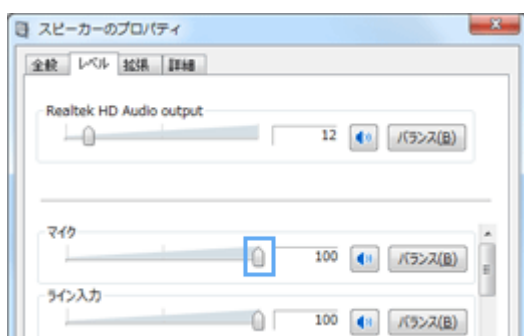 スピーカーのプロパティ
全般 レベル 拡張 詳細
Realtek HD Audio output
12 バランス(B)
マイク
100 バランス(B)
ライン入力
100 バランス(B)